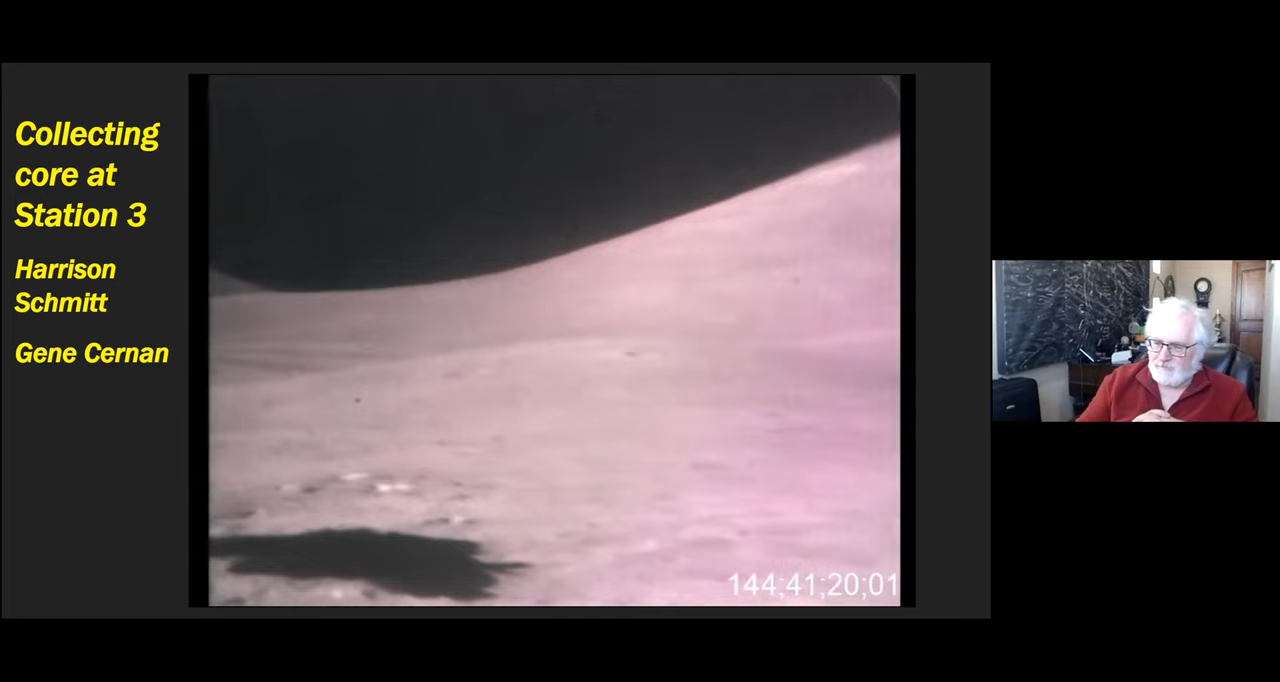 Collecting
core at
Station 3
Harrison
Schmitt
Gene Cernan
144;41;20;01